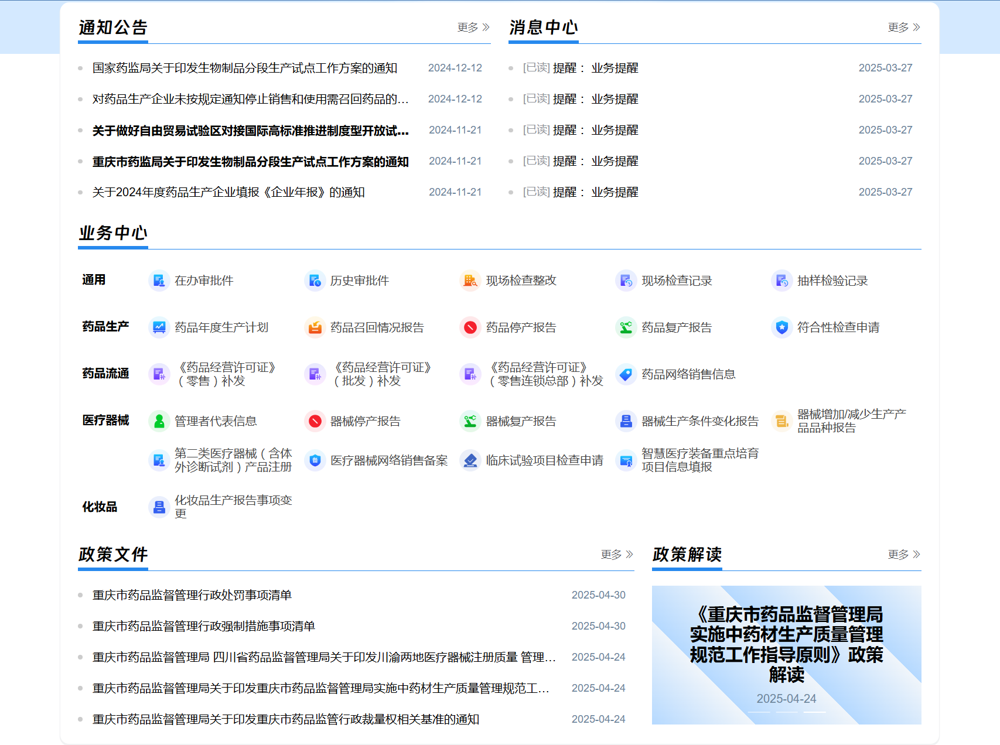 通知公告 更多
国家药监局关于印发生物制品分段生产试点工作方案的通知 2024-12-12
对药品生产企业未按规定通知停止销售和使用需召回药品的... 2024-12-12
关于做好自由贸易试验区对接国际高标准推进制度型开放试... 2024-11-21
重庆市药监局关于印发生物制品分段生产试点工作方案的通知 2024-11-21
关于2024年度药品生产企业填报《企业年报》的通知 2024-11-21
消息中心 更多
[已读] 提醒： 业务提醒 2025-03-27
[已读] 提醒： 业务提醒 2025-03-27
[已读] 提醒： 业务提醒 2025-03-27
[已读] 提醒： 业务提醒 2025-03-27
[已读] 提醒： 业务提醒 2025-03-27
业务中心
通用 在办审批件 历史审批件 现场检查整改 现场检查记录 抽样检验记录
药品生产 药品年度生产计划 药品召回情况报告 药品停产报告 药品复产报告 符合性检查申请
药品流通
《药品经营许可证》
（零售）补发
《药品经营许可证》
（批发）补发
《药品经营许可证》
（零售连锁总部）补发
药品网络销售信息
医疗器械 管理者代表信息 器械停产报告 器械复产报告 器械生产条件变化报告
器械增加/减少生产产
品品种报告
第二类医疗器械（含体
外诊断试剂）产品注册
医疗器械网络销售备案 临床试验项目检查申请
智慧医疗装备重点培育
项目信息填报
化妆品
化妆品生产报告事项变
更
政策文件 更多
重庆市药品监督管理行政处罚事项清单 2025-04-30
重庆市药品监督管理行政强制措施事项清单 2025-04-30
重庆市药品监督管理局 四川省药品监督管理局关于印发川渝两地医疗器械注册质量 管理... 2025-04-24
重庆市药品监督管理局关于印发重庆市药品监督管理局实施中药材生产质量管理规范工... 2025-04-24
重庆市药品监督管理局关于印发重庆市药品监管行政裁量权相关基准的通知 2025-04-24
政策解读 更多
《重庆市药品监督管理局
实施中药材生产质量管理
规范工作指导原则》政策
解读
2025-04-24